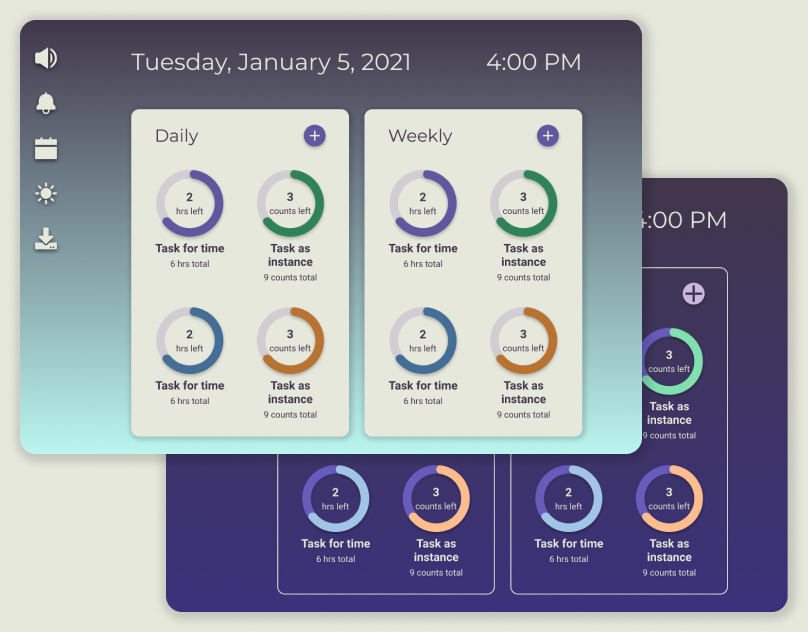 Tuesday, January 5, 2021 4:00 PM
Daily
Weekly
2
hrs left
3
counts left
2
hrs left
3
counts left
Task for time
6 hrs total
Task as
instance
9 counts total
Task for time
6 hrs total
Task as
instance
9 counts total
2
hrs left
3
counts left
2
hrs left
3
counts left
Task for time
6 hrs total
Task as
instance
9 counts total
Task for time
6 hrs total
Task as
instance
9 counts total
4:00 PM
3
counts left
Task as
instance
9 counts total
2
hrs left
3
counts left
2
hrs left
3
counts left
Task for time
6 hrs total
Task as
instance
9 counts total
Task for time
6 hrs total
Task as
instance
9 counts total